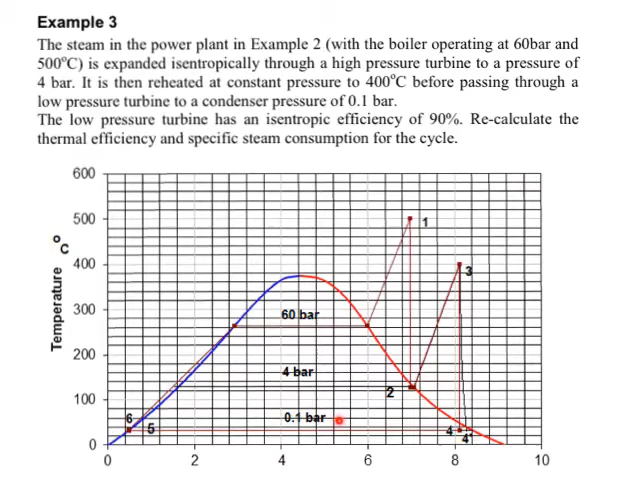 Example 3
The steam in the power plant in Example 2 (with the boiler operating at 60bar and
500°C) is expanded isentropically through a high pressure turbine to a pressure of
4 bar. It is then reheated at constant pressure to 400°C before passing through a
low pressure turbine to a condenser pressure of 0.1 bar.
The low pressure turbine has an isentropic efficiency of 90%. Re-calculate the
thermal efficiency and specific steam consumption for the cycle.
600
500
1
Temperature °C
400
3
300
60 bar
200
4 bar
100
2
6
5
0.1 bar
4
4'
0
0 2 4 6 8 10